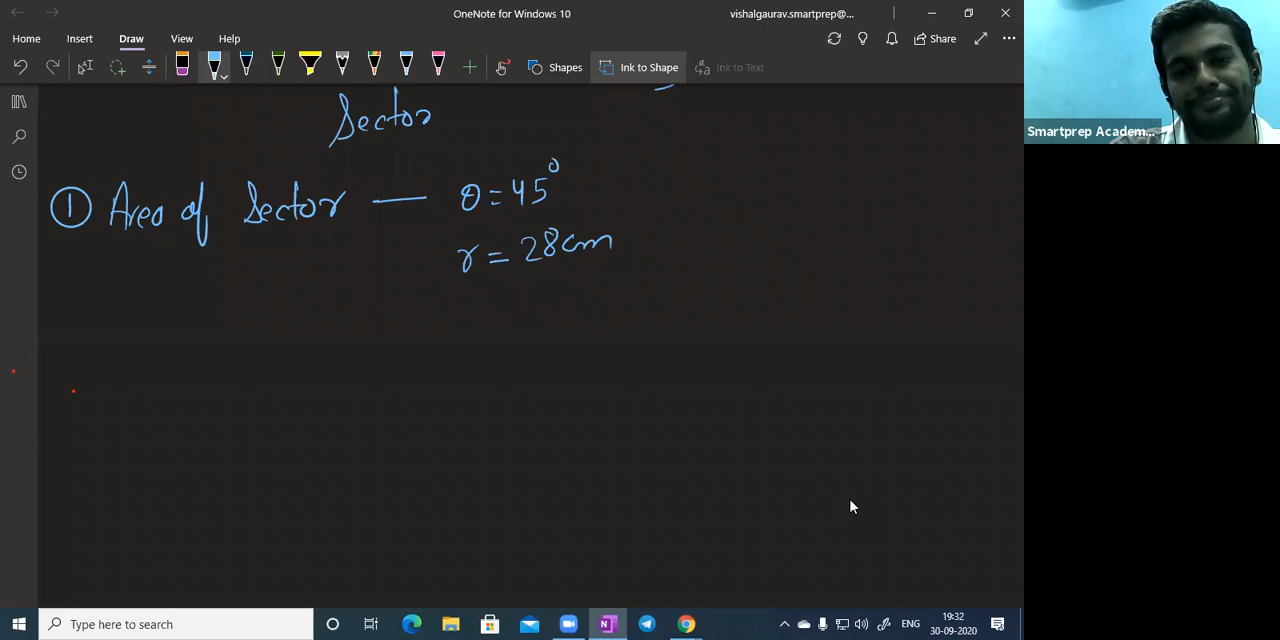 OneNote for Windows 10
vishalgaurav.smartprep@...
Home Insert Draw View Help
Share
Shapes
Ink to Shape
Ink to Text
Smartprep Academ...
Sector
① Area of Sector — θ = 45°
r = 28cm
Type here to search
ENG
19:32
30-09-2020